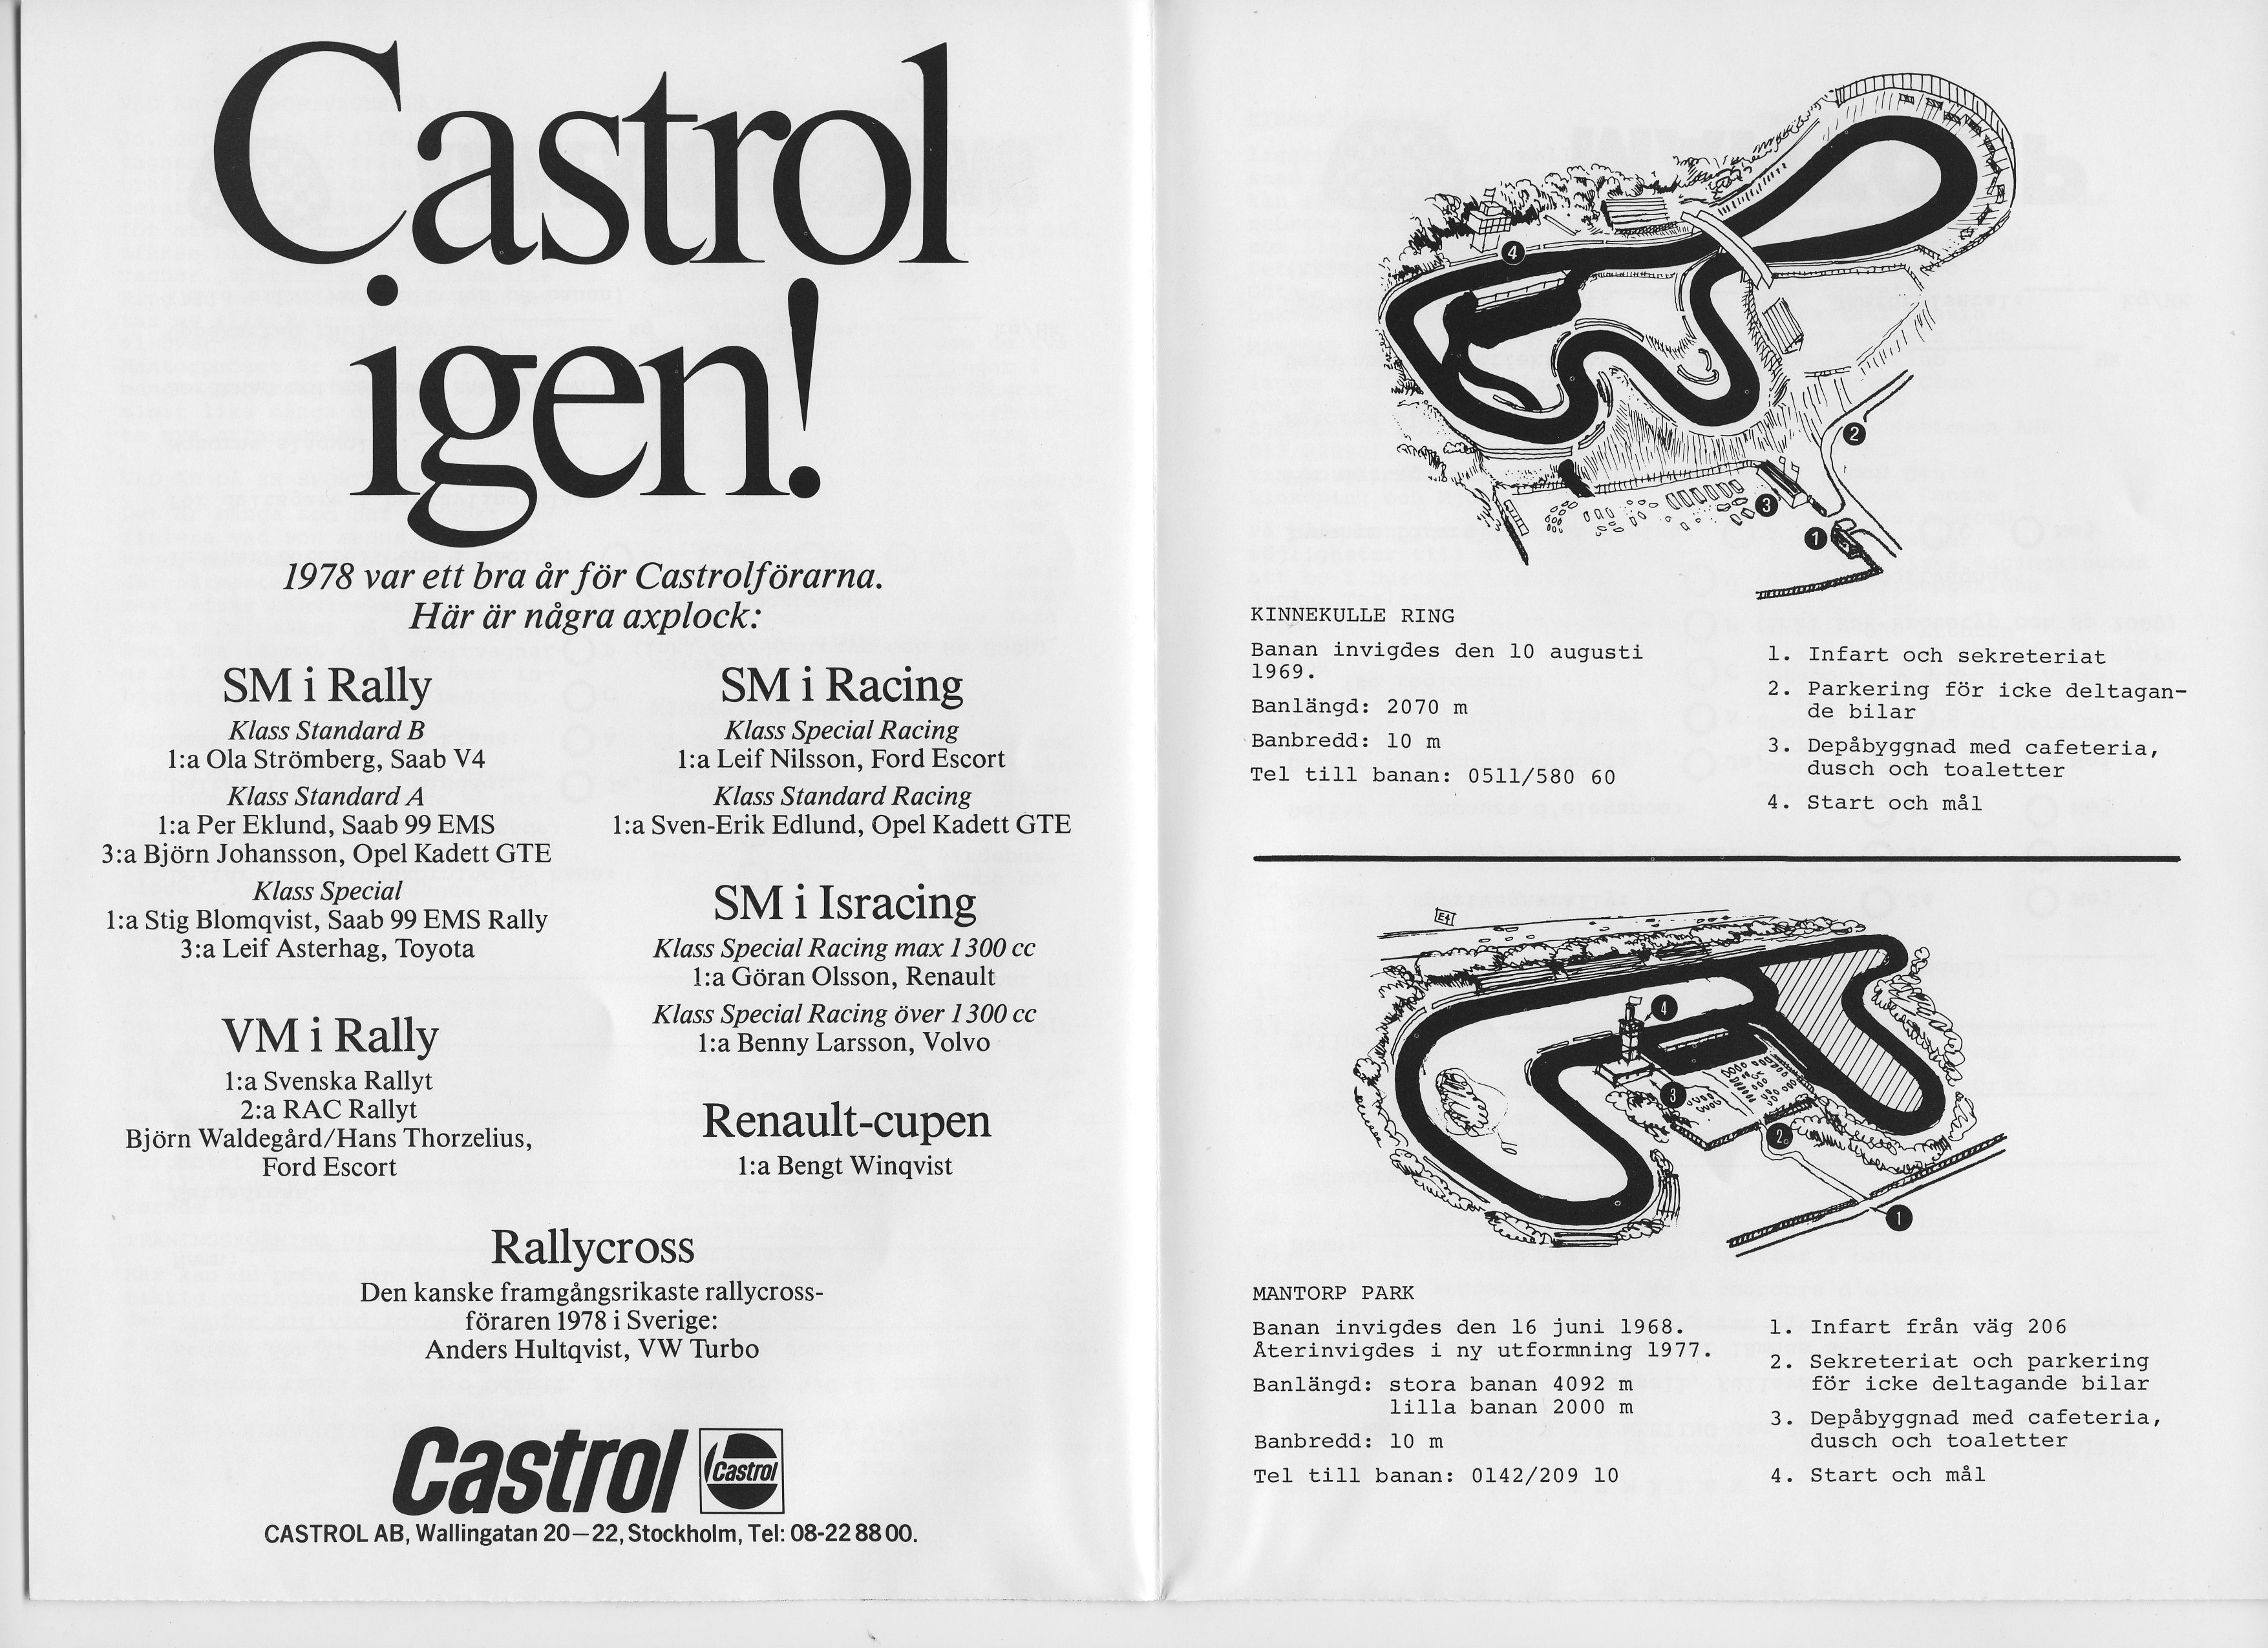 Castrol
igen!
1978 var ett bra år för Castrolförarna.
Här är några axplock:
SM i Rally
Klass Standard B
1:a Ola Strömberg, Saab V4
Klass Standard A
1:a Per Eklund, Saab 99 EMS
3:a Björn Johansson, Opel Kadett GTE
Klass Special
1:a Stig Blomqvist, Saab 99 EMS Rally
3:a Leif Asterhag, Toyota
VM i Rally
1:a Svenska Rallyt
2:a RAC Rallyt
Björn Waldegård/Hans Thorzelius,
Ford Escort
SM i Racing
Klass Special Racing
1:a Leif Nilsson, Ford Escort
Klass Standard Racing
1:a Sven-Erik Edlund, Opel Kadett GTE
SM i Isracing
Klass Special Racing max 1300 cc
1:a Göran Olsson, Renault
Klass Special Racing över 1300 cc
1:a Benny Larsson, Volvo
Renault-cupen
1:a Bengt Winqvist
Rallycross
Den kanske framgångsrikaste rallycross-
föraren 1978 i Sverige:
Anders Hultqvist, VW Turbo
Castrol Castrol
CASTROL AB, Wallingatan 20–22, Stockholm, Tel: 08-22 88 00.
4
2
3
1
KINNEKULLE RING
Banan invigdes den 10 augusti
1969.
Banlängd: 2070 m
Banbredd: 10 m
Tel till banan: 0511/580 60
1. Infart och sekreteriat
2. Parkering för icke deltagan-
de bilar
3. Depåbyggnad med cafeteria,
dusch och toaletter
4. Start och mål
E4
4
3
2
1
MANTORP PARK
Banan invigdes den 16 juni 1968.
Återinvigdes i ny utformning 1977.
Banlängd: stora banan 4092 m
lilla banan 2000 m
Banbredd: 10 m
Tel till banan: 0142/209 10
1. Infart från väg 206
2. Sekreteriat och parkering
för icke deltagande bilar
3. Depåbyggnad med cafeteria,
dusch och toaletter
4. Start och mål